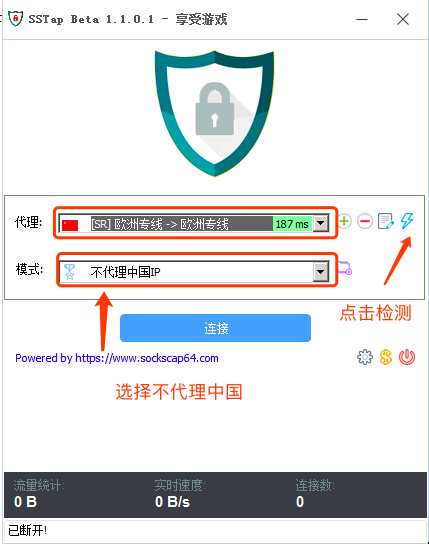 SSTap Beta 1.1.0.1 - 享受游戏
代理: [SR] 欧洲专线 -> 欧洲专线 187 ms
模式: 不代理中国IP
点击检测
连接
Powered by https://www.sockscap64.com
选择不代理中国
流量统计: 实时速度: 连接数:
0 B 0 B/s 0
已断开!